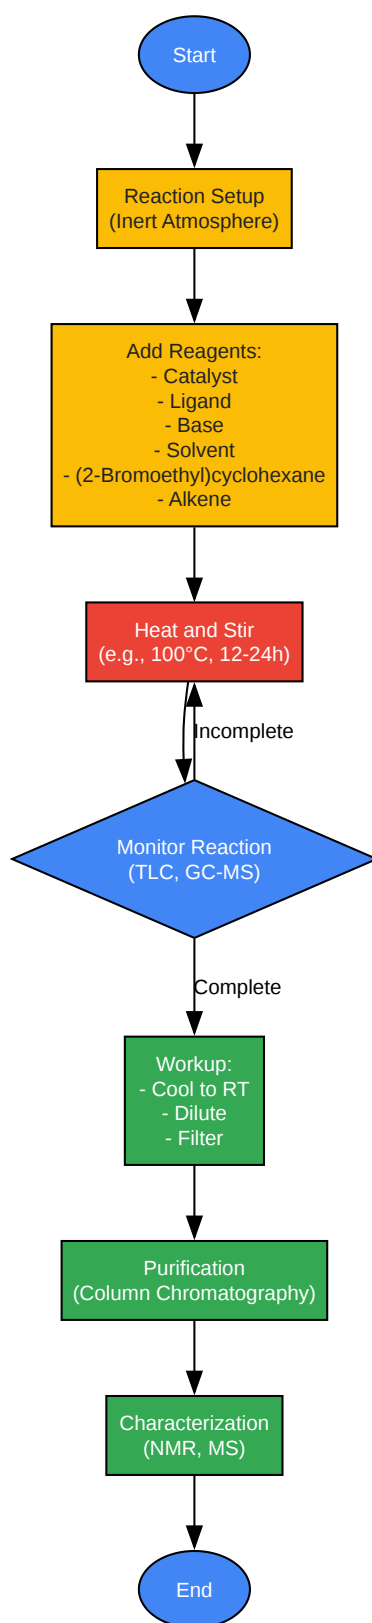 Start
Reaction Setup
(Inert Atmosphere)
Add Reagents:
- Catalyst
- Ligand
- Base
- Solvent
- (2-Bromoethyl)cyclohexane
- Alkene
Heat and Stir
(e.g., 100°C, 12-24h)
Incomplete
Monitor Reaction
(TLC, GC-MS)
Complete
Workup:
- Cool to RT
- Dilute
- Filter
Purification
(Column Chromatography)
Characterization
(NMR, MS)
End